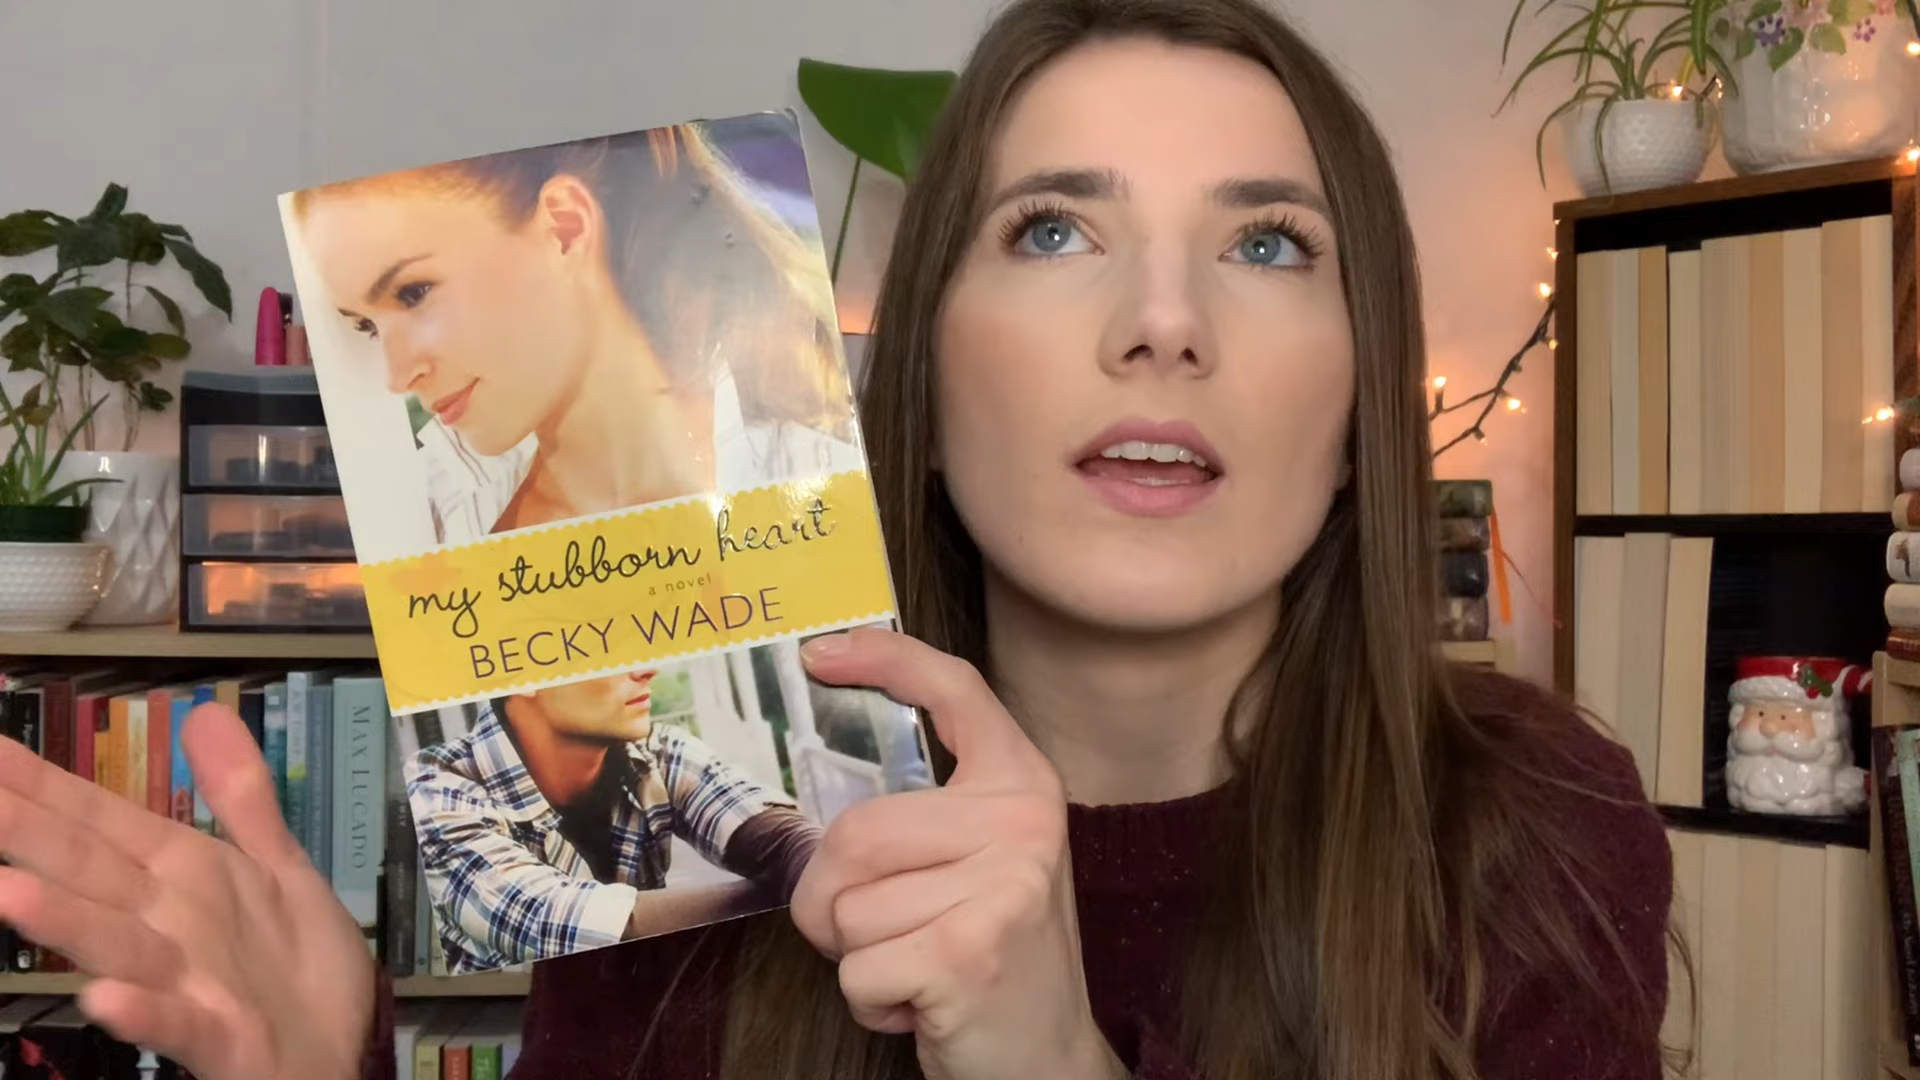 my stubborn heart
a novel
BECKY WADE
MAX LUCADO